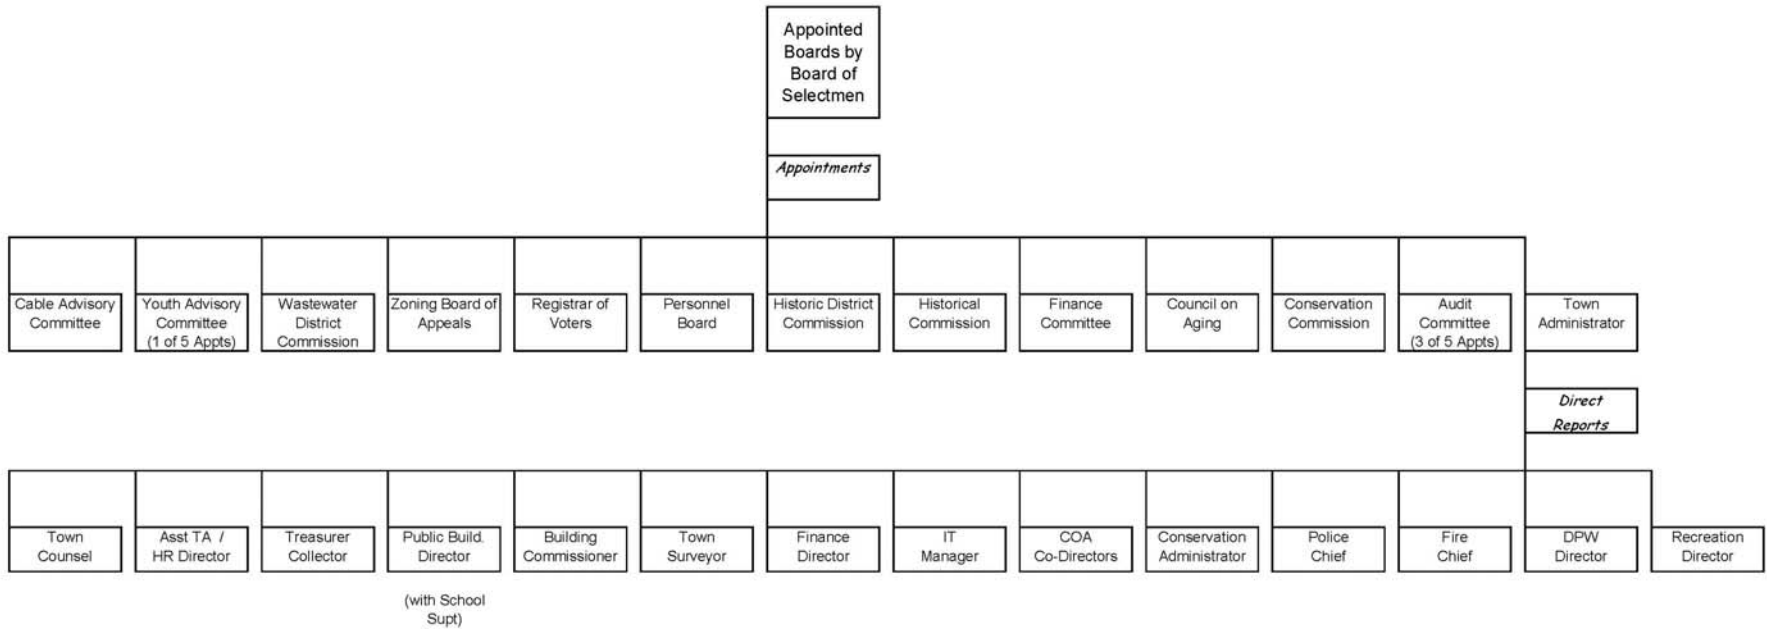 Appointed
Boards by
Board of
Selectmen
Appointments
Cable Advisory
Committee
Youth Advisory
Committee
(1 of 5 Appts)
Wastewater
District
Commission
Zoning Board of
Appeals
Registrar of
Voters
Personnel
Board
Historic District
Commission
Historical
Commission
Finance
Committee
Council on
Aging
Conservation
Commission
Audit
Committee
(3 of 5 Appts)
Town
Administrator
Direct
Reports
Town
Counsel
Asst TA /
HR Director
Treasurer
Collector
Public Build.
Director
(with School
Supt)
Building
Commissioner
Town
Surveyor
Finance
Director
IT
Manager
COA
Co-Directors
Conservation
Administrator
Police
Chief
Fire
Chief
DPW
Director
Recreation
Director